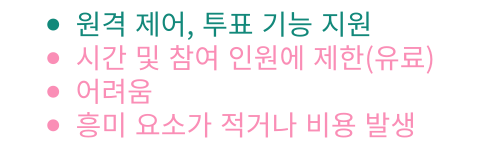 • 원격 제어, 투표 기능 지원
• 시간 및 참여 인원에 제한(유료)
• 어려움
• 흥미 요소가 적거나 비용 발생